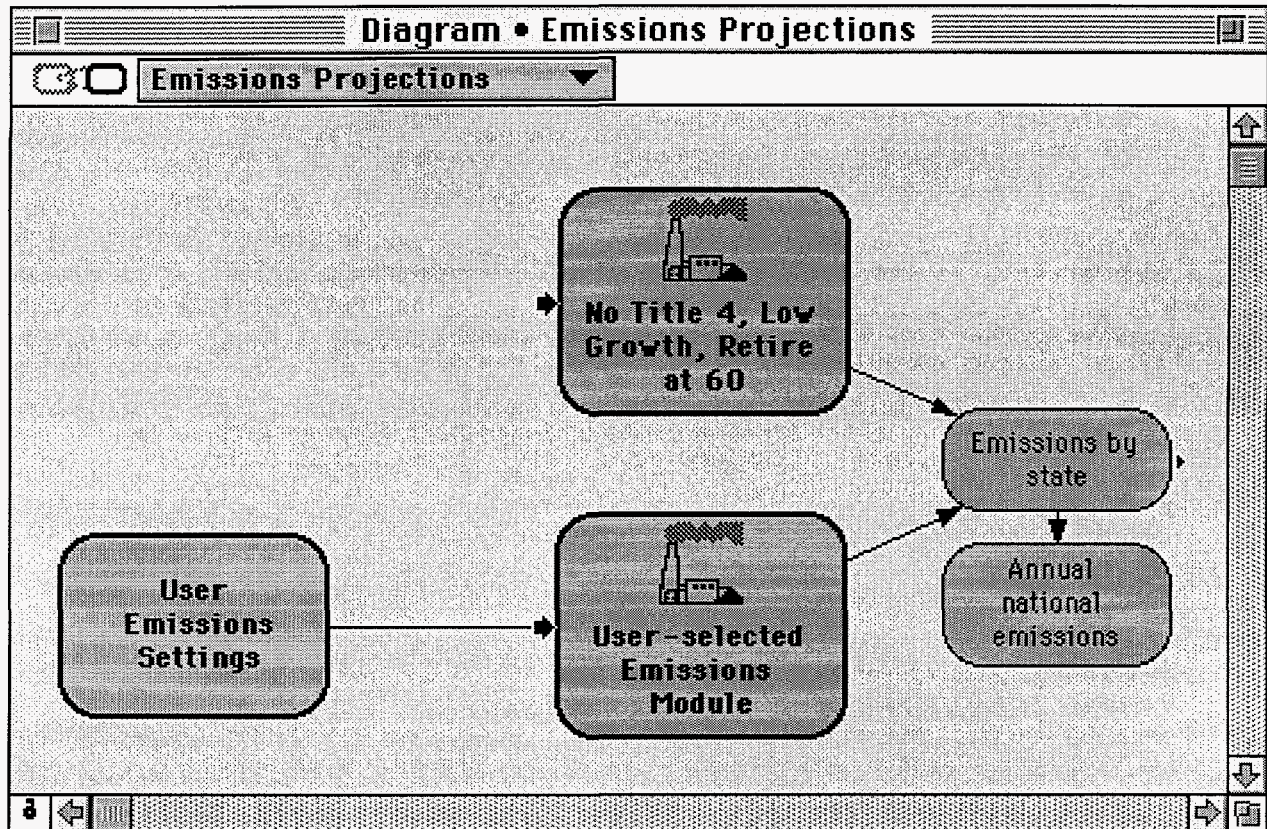 Diagram • Emissions Projections
Emissions Projections
No Title 4, Low
Growth, Retire
at 60
Emissions by
state
User
Emissions
Settings
User-selected
Emissions
Module
Annual
national
emissions